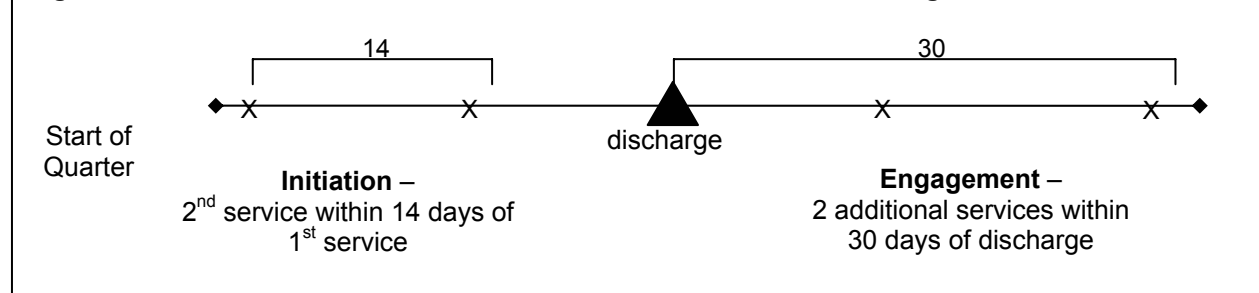 14
30
X
X
X
X
discharge
Start of
Quarter
Initiation –
2nd service within 14 days of
1st service
Engagement –
2 additional services within
30 days of discharge